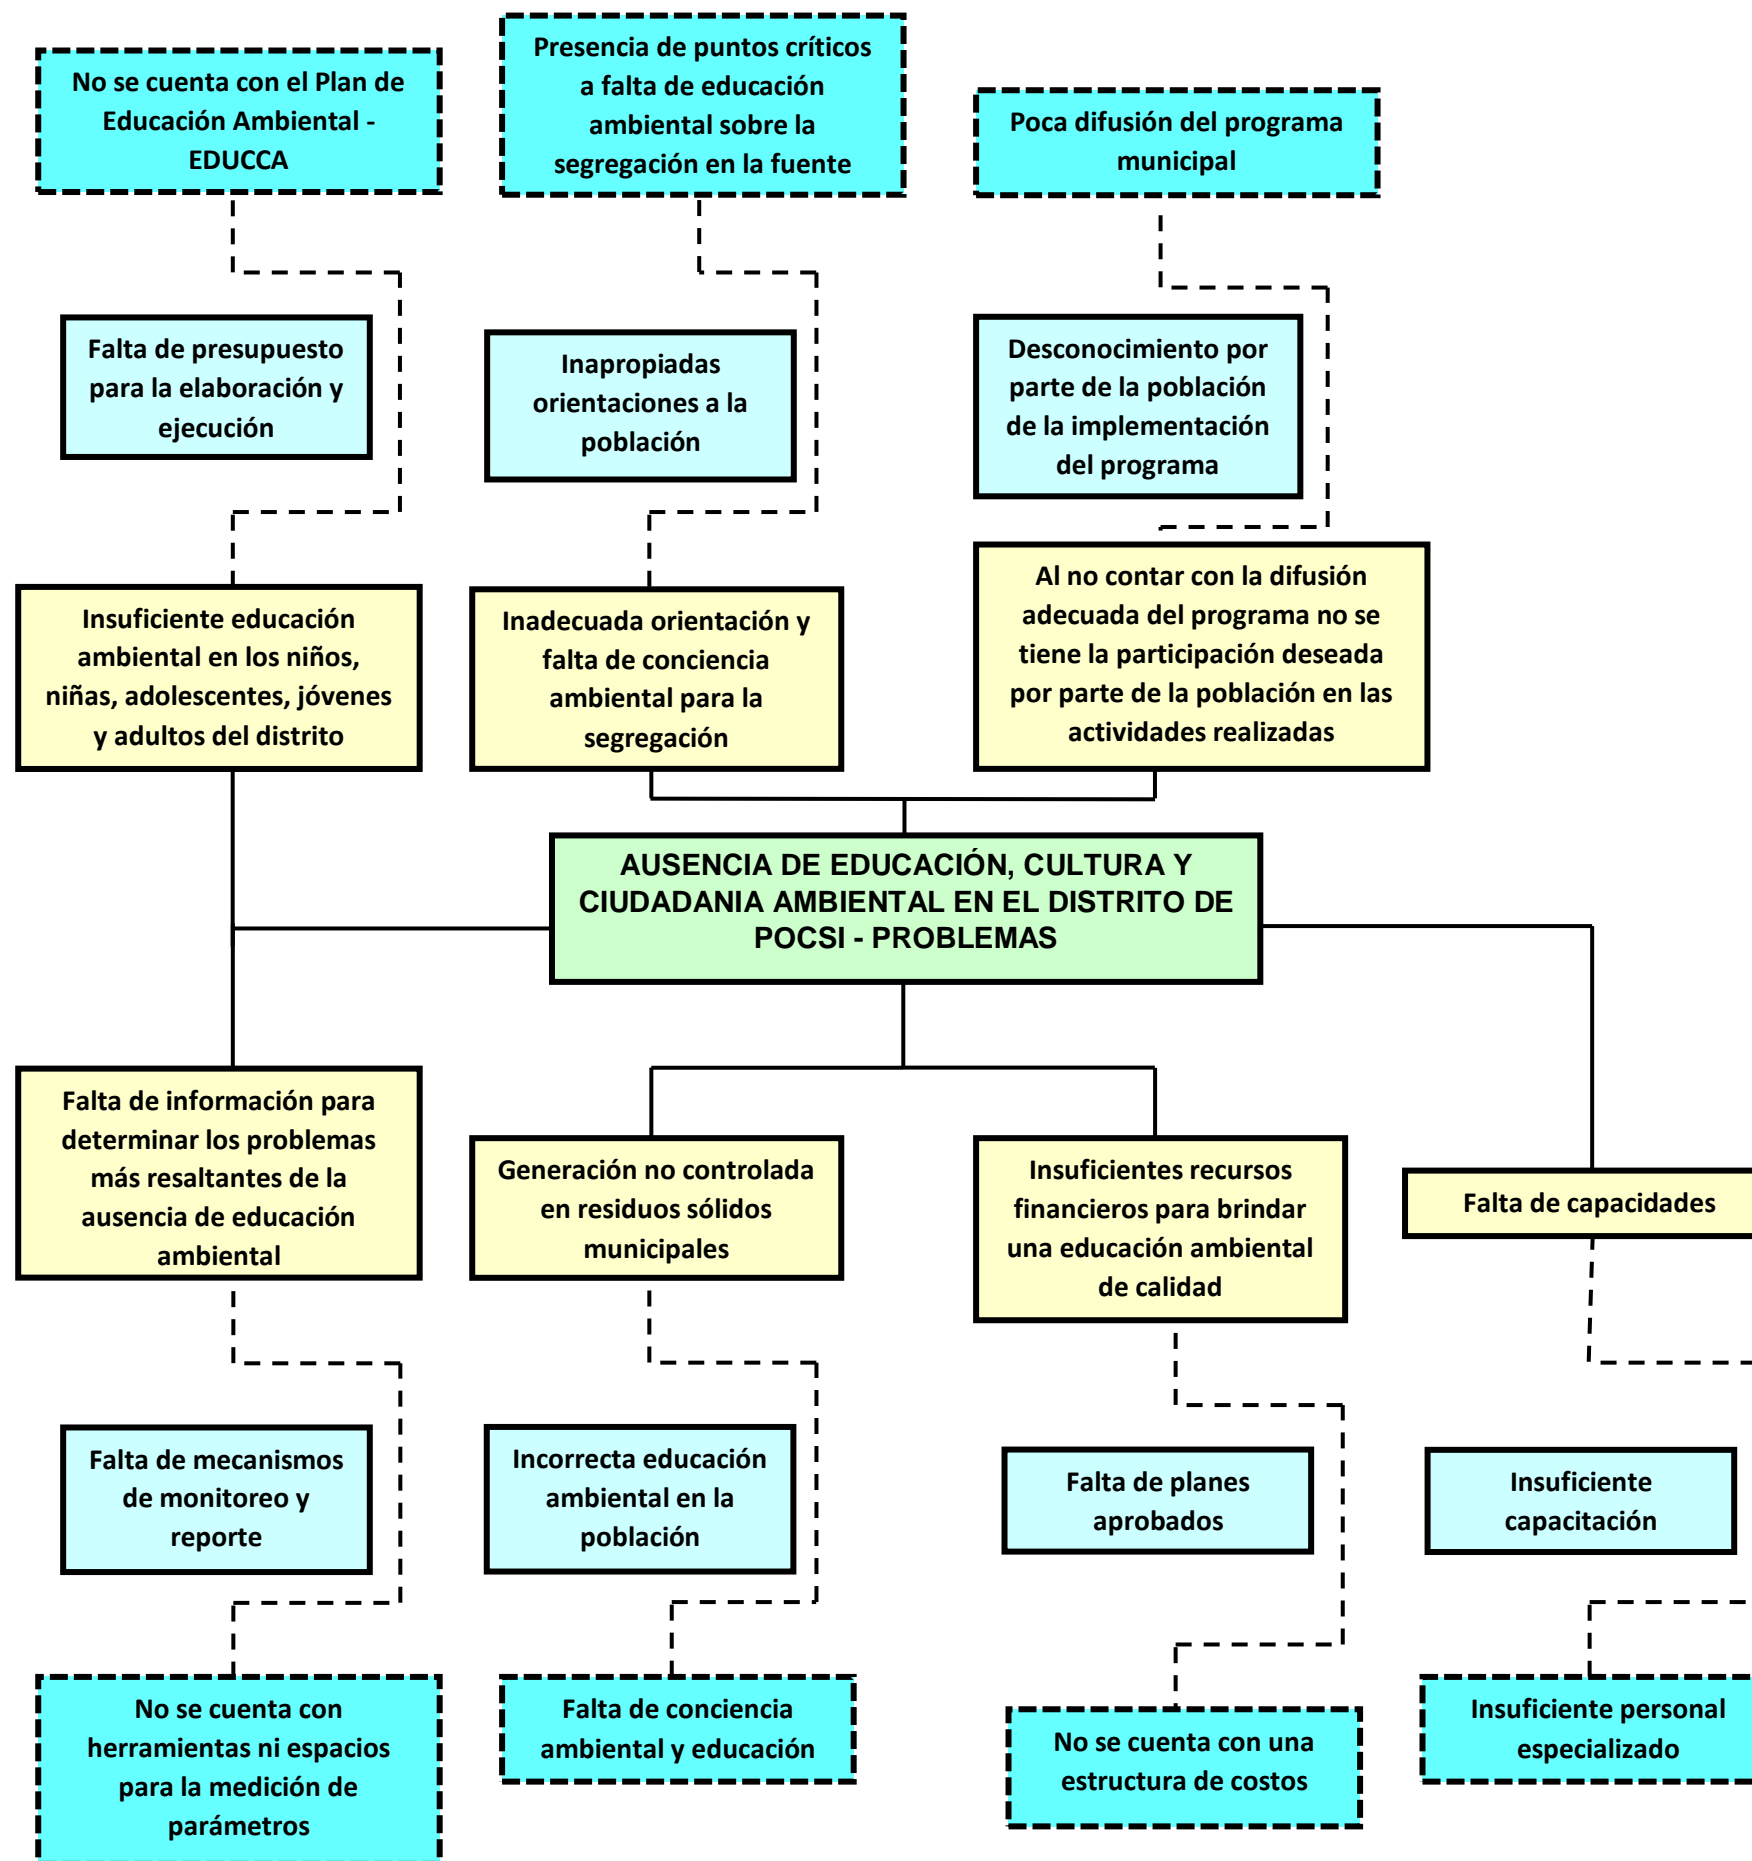 No se cuenta con el Plan de
Educación Ambiental -
EDUCCA
Presencia de puntos críticos
a falta de educación
ambiental sobre la
segregación en la fuente
Poca difusión del programa
municipal
Falta de presupuesto
para la elaboración y
ejecución
Inapropiadas
orientaciones a la
población
Desconocimiento por
parte de la población
de la implementación
del programa
Insuficiente educación
ambiental en los niños,
niñas, adolescentes, jóvenes
y adultos del distrito
Inadecuada orientación y
falta de conciencia
ambiental para la
segregación
Al no contar con la difusión
adecuada del programa no se
tiene la participación deseada
por parte de la población en las
actividades realizadas
AUSENCIA DE EDUCACIÓN, CULTURA Y
CIUDADANIA AMBIENTAL EN EL DISTRITO DE
POCSI - PROBLEMAS
Falta de información para
determinar los problemas
más resaltantes de la
ausencia de educación
ambiental
Generación no controlada
en residuos sólidos
municipales
Insuficientes recursos
financieros para brindar
una educación ambiental
de calidad
Falta de capacidades
Falta de mecanismos
de monitoreo y
reporte
Incorrecta educación
ambiental en la
población
Falta de planes
aprobados
Insuficiente
capacitación
No se cuenta con
herramientas ni espacios
para la medición de
parámetros
Falta de conciencia
ambiental y educación
No se cuenta con una
estructura de costos
Insuficiente personal
especializado